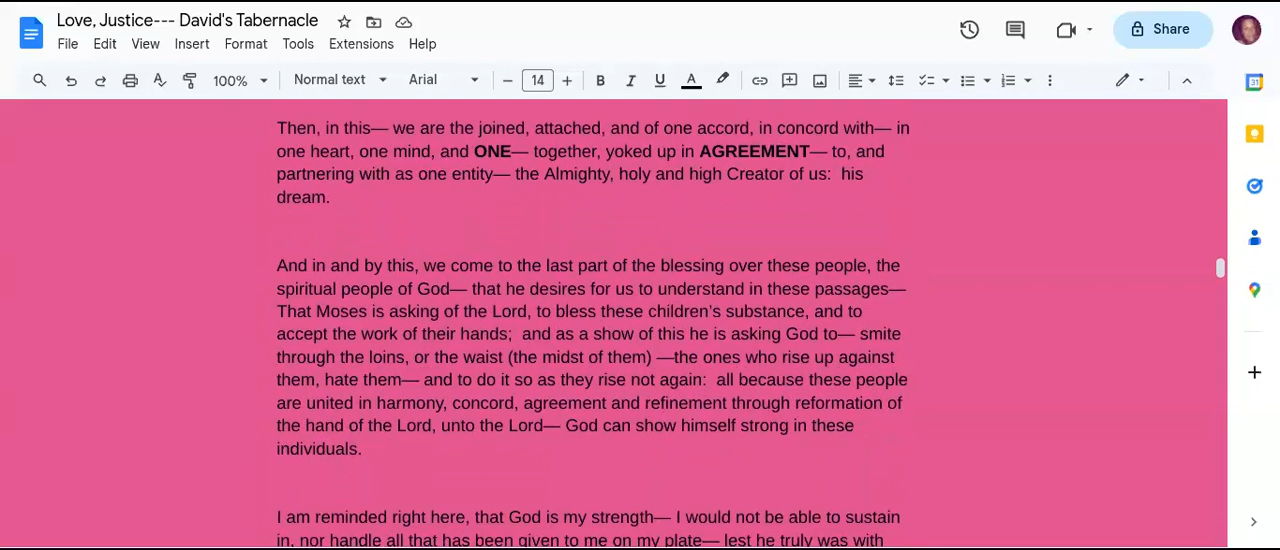 Love, Justice--- David's Tabernacle
File Edit View Insert Format Tools Extensions Help
Share
100% Normal text Arial − 14 + B I U A
31
Then, in this— we are the joined, attached, and of one accord, in concord with— in
one heart, one mind, and ONE— together, yoked up in AGREEMENT— to, and
partnering with as one entity— the Almighty, holy and high Creator of us:  his
dream.
And in and by this, we come to the last part of the blessing over these people, the
spiritual people of God— that he desires for us to understand in these passages—
That Moses is asking of the Lord, to bless these children's substance, and to
accept the work of their hands;  and as a show of this he is asking God to— smite
through the loins, or the waist (the midst of them) —the ones who rise up against
them, hate them— and to do it so as they rise not again:  all because these people
are united in harmony, concord, agreement and refinement through reformation of
the hand of the Lord, unto the Lord— God can show himself strong in these
individuals.
I am reminded right here, that God is my strength— I would not be able to sustain
in, nor handle all that has been given to me on my plate— lest he truly was with